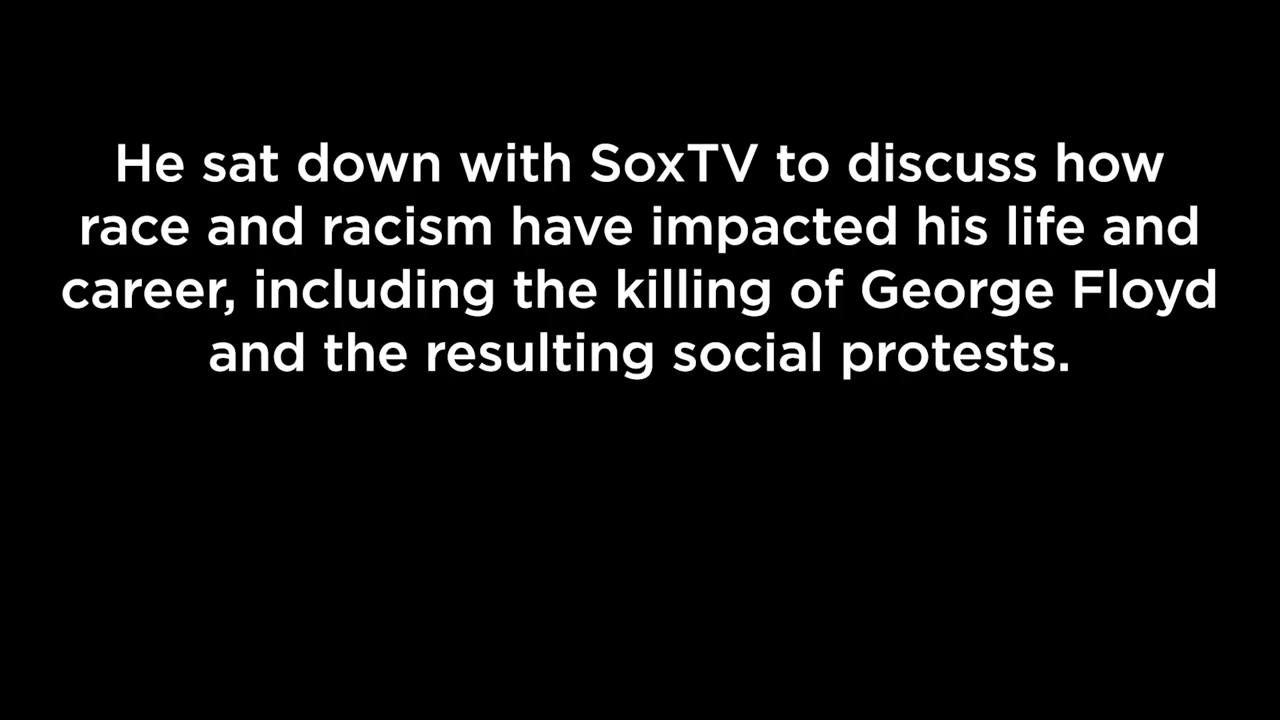 He sat down with SoxTV to discuss how
race and racism have impacted his life and
career, including the killing of George Floyd
and the resulting social protests.